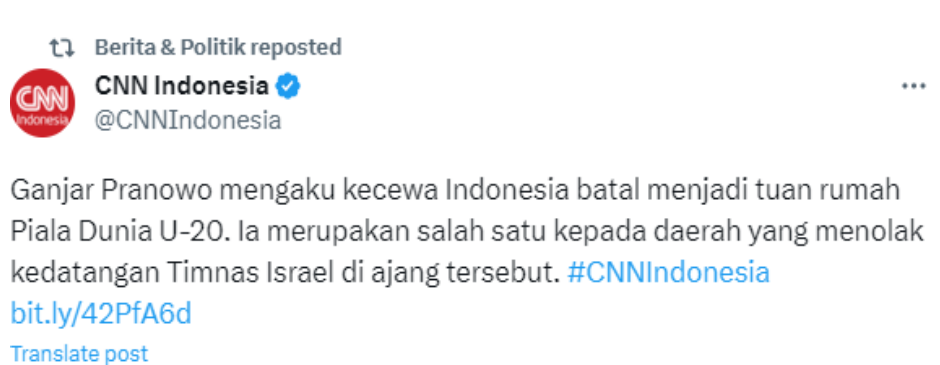 Berita & Politik reposted
CNN Indonesia
CNN
Indonesia
@CNNIndonesia
Ganjar Pranowo mengaku kecewa Indonesia batal menjadi tuan rumah
Piala Dunia U-20. Ia merupakan salah satu kepada daerah yang menolak
kedatangan Timnas Israel di ajang tersebut. #CNNIndonesia
bit.ly/42PfA6d
Translate post